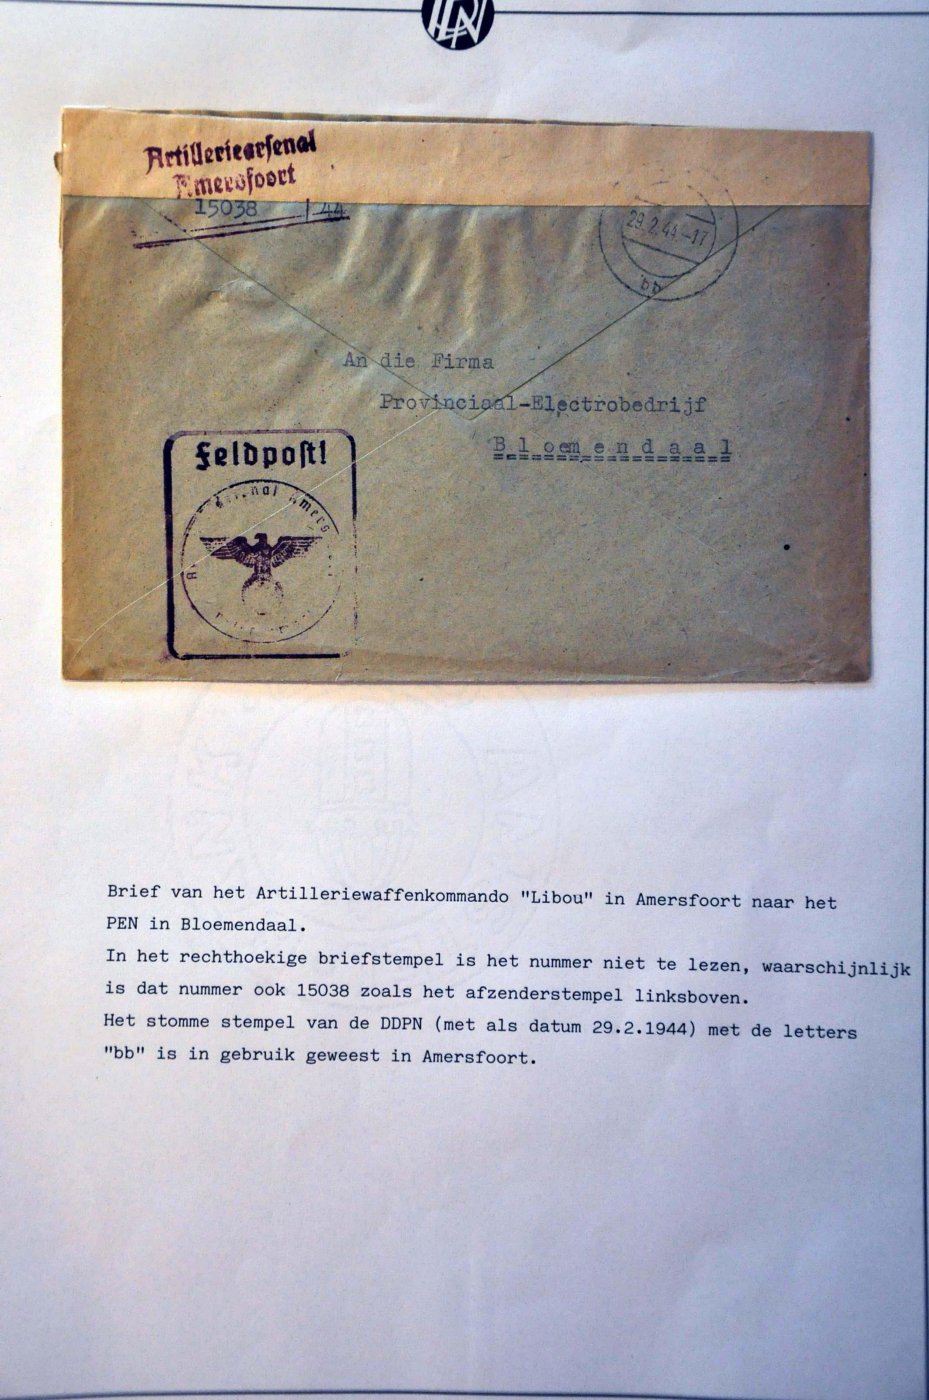 Artilleriearsenal
Amersfoort
15038 | 44
29.2.44.-17
bb
An die Firma
Provinciaal-Electrobedrijf
Bloemendaal
Feldpost!
Brief van het Artilleriewaffenkommando "Libou" in Amersfoort naar het
PEN in Bloemendaal.
In het rechthoekige briefstempel is het nummer niet te lezen, waarschijnlijk
is dat nummer ook 15038 zoals het afzenderstempel linksboven.
Het stomme stempel van de DDPN (met als datum 29.2.1944) met de letters
"bb" is in gebruik geweest in Amersfoort.